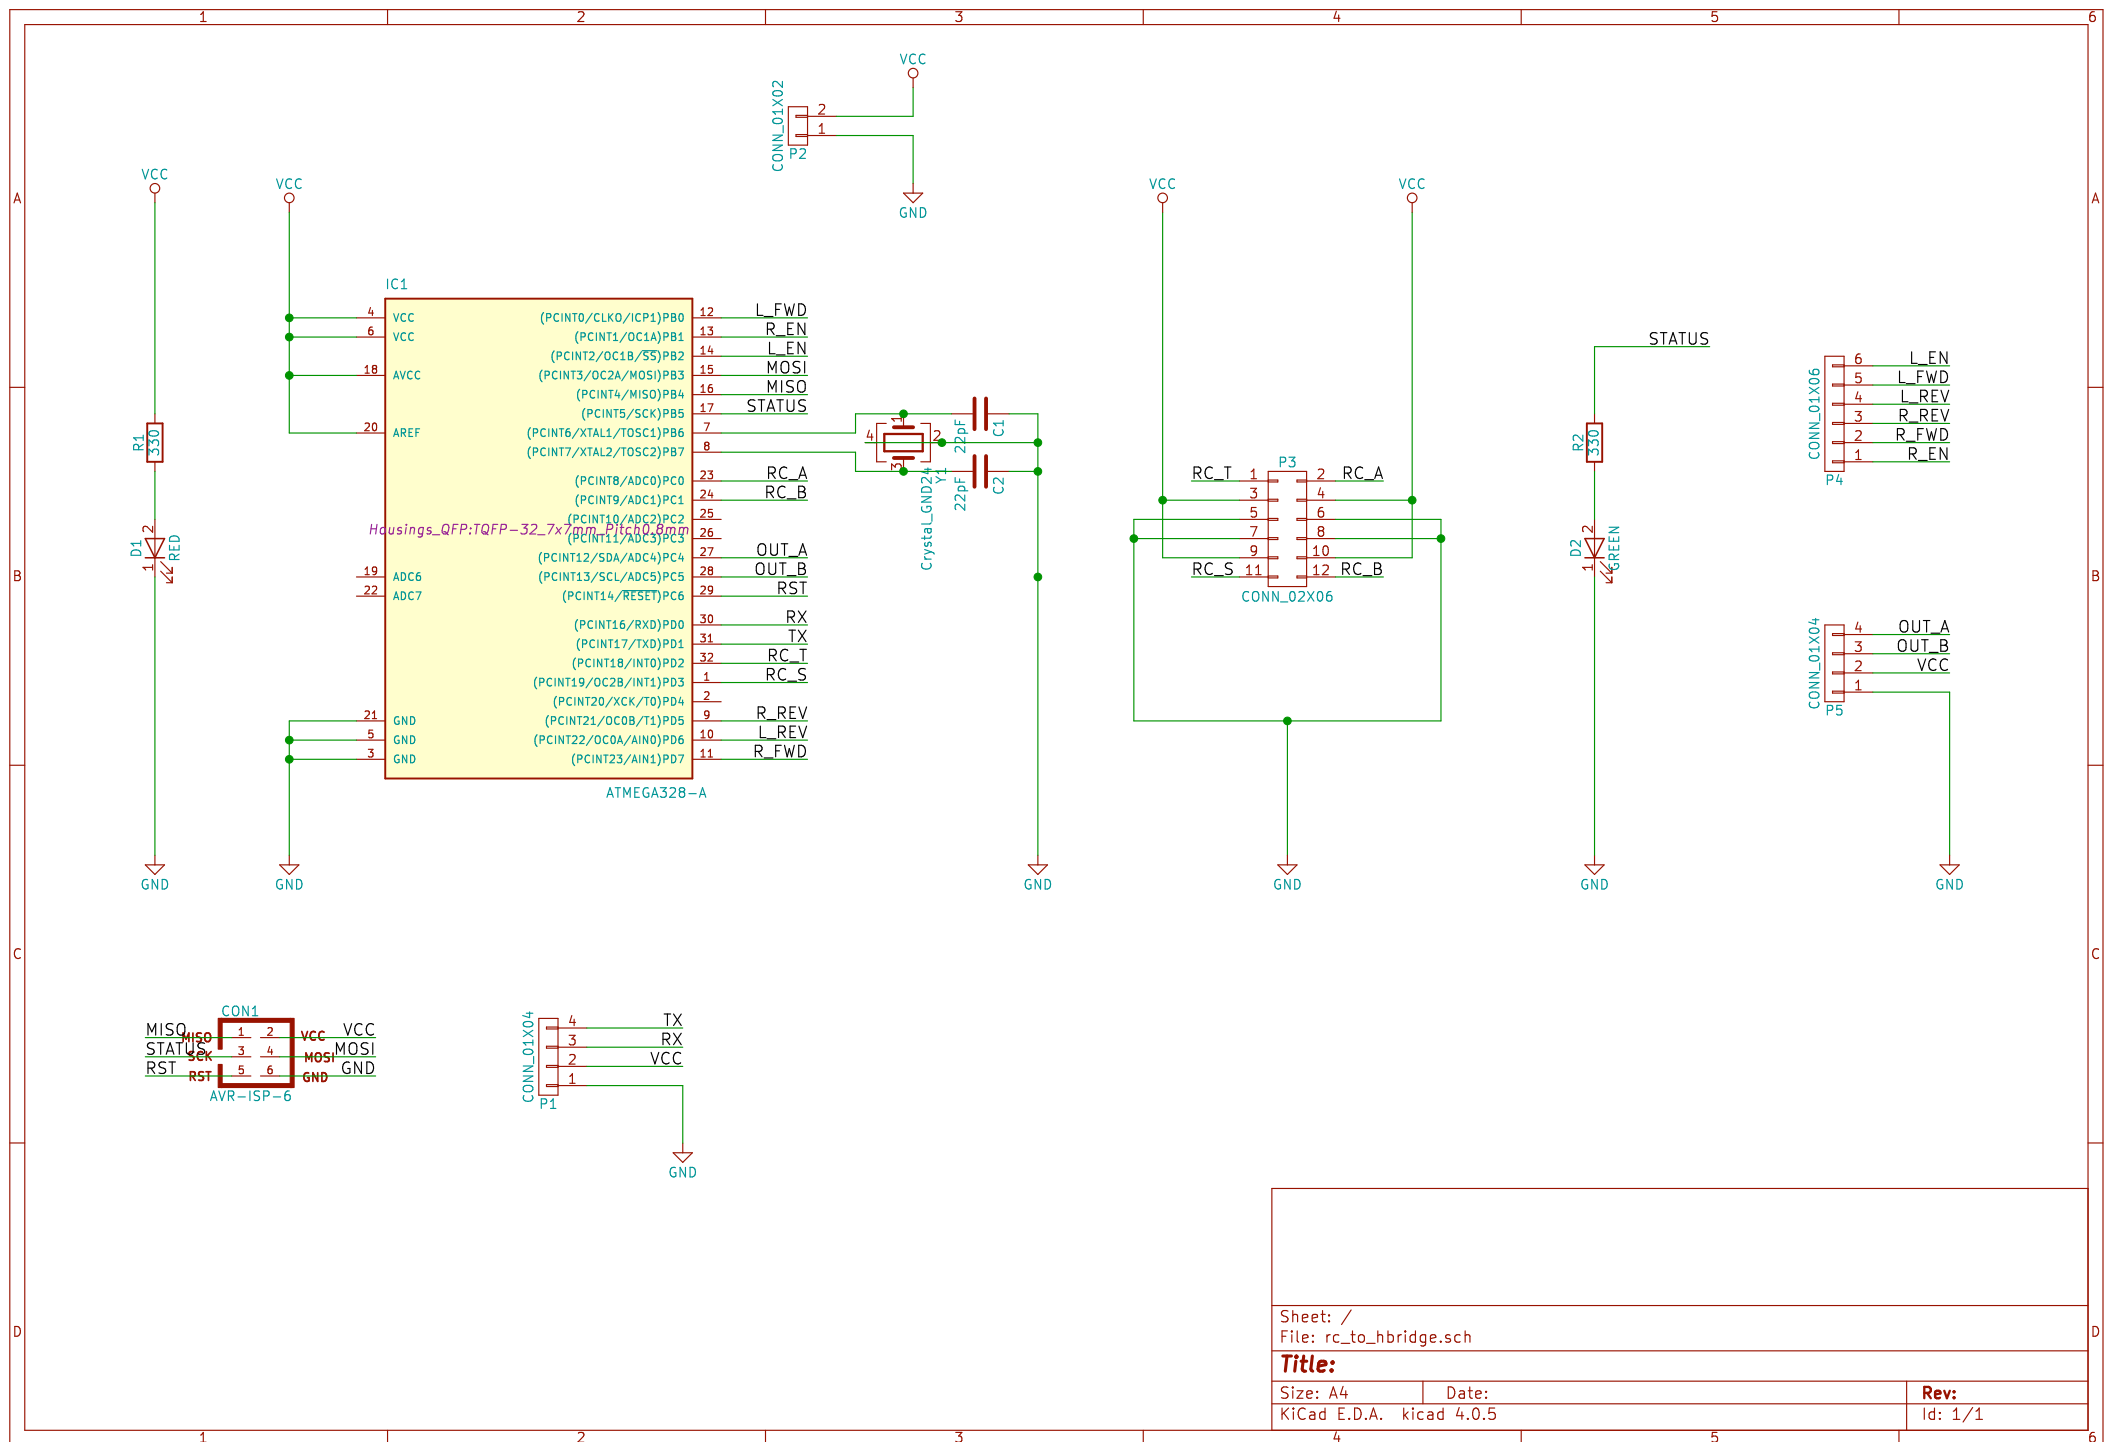 1 2 3 4 5 6
A
B
C
D
A
B
C
D
1 2 3 4 5 6
VCC
CONN_01X02
2
1
P2
GND
VCC
R1
330
D1
2
1
RED
GND
VCC
GND
IC1
4 VCC
6 VCC
18 AVCC
20 AREF
19 ADC6
22 ADC7
21 GND
5 GND
3 GND
(PCINT0/CLKO/ICP1)PB0 12 L_FWD
(PCINT1/OC1A)PB1 13 R_EN
(PCINT2/OC1B/SS)PB2 14 L_EN
(PCINT3/OC2A/MOSI)PB3 15 MOSI
(PCINT4/MISO)PB4 16 MISO
(PCINT5/SCK)PB5 17 STATUS
(PCINT6/XTAL1/TOSC1)PB6 7
(PCINT7/XTAL2/TOSC2)PB7 8
(PCINT8/ADC0)PC0 23 RC_A
(PCINT9/ADC1)PC1 24 RC_B
(PCINT10/ADC2)PC2 25
Housings_QFP:TQFP-32_7x7mm_Pitch0.8mm
(PCINT11/ADC3)PC3 26
(PCINT12/SDA/ADC4)PC4 27 OUT_A
(PCINT13/SCL/ADC5)PC5 28 OUT_B
(PCINT14/RESET)PC6 29 RST
(PCINT16/RXD)PD0 30 RX
(PCINT17/TXD)PD1 31 TX
(PCINT18/INT0)PD2 32 RC_T
(PCINT19/OC2B/INT1)PD3 1 RC_S
(PCINT20/XCK/T0)PD4 2
(PCINT21/OC0B/T1)PD5 9 R_REV
(PCINT22/OC0A/AIN0)PD6 10 L_REV
(PCINT23/AIN1)PD7 11 R_FWD
ATMEGA328-A
1
4
2
3
Y1
Crystal_GND24
22pF
C1
22pF
C2
GND
VCC
VCC
P3
RC_T 1 2 RC_A
3 4
5 6
7 8
9 10
RC_S 11 12 RC_B
CONN_02X06
GND
STATUS
R2
330
D2
2
1
GREEN
GND
CONN_01X06
6 L_EN
5 L_FWD
4 L_REV
3 R_REV
2 R_FWD
1 R_EN
P4
CONN_01X04
4 OUT_A
3 OUT_B
2 VCC
1
P5
GND
CON1
MISO MISO 1 2 VCC VCC
STATUS SCK 3 4 MOSI MOSI
RST RST 5 6 GND GND
AVR-ISP-6
CONN_01X04
4 TX
3 RX
2 VCC
1
P1
GND
Sheet: /
File: rc_to_hbridge.sch
Title:
Size: A4 Date: Rev:
KiCad E.D.A. kicad 4.0.5 Id: 1/1